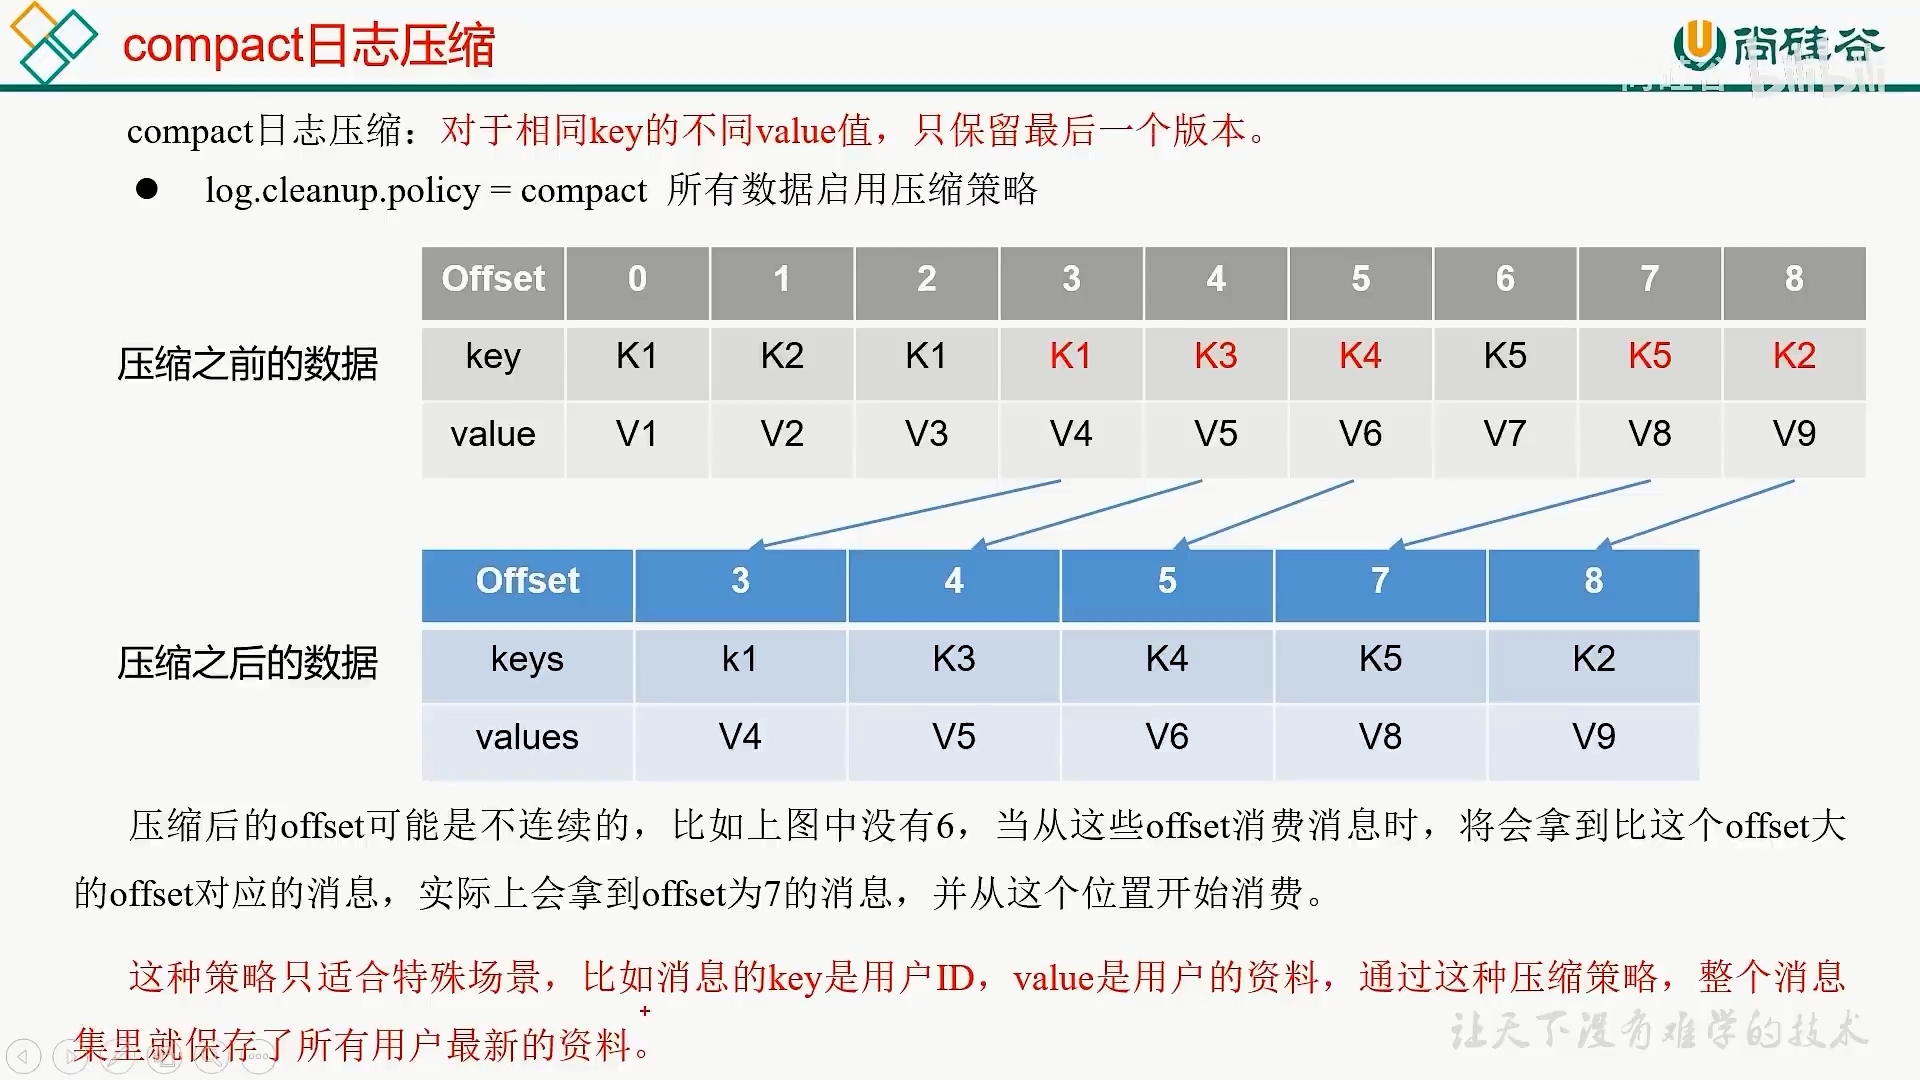 compact日志压缩
尚硅谷
compact日志压缩：对于相同key的不同value值，只保留最后一个版本。
● log.cleanup.policy = compact 所有数据启用压缩策略
Offset 0 1 2 3 4 5 6 7 8
压缩之前的数据
key K1 K2 K1 K1 K3 K4 K5 K5 K2
value V1 V2 V3 V4 V5 V6 V7 V8 V9
Offset 3 4 5 7 8
压缩之后的数据
keys k1 K3 K4 K5 K2
values V4 V5 V6 V8 V9
压缩后的offset可能是不连续的，比如上图中没有6，当从这些offset消费消息时，将会拿到比这个offset大
的offset对应的消息，实际上会拿到offset为7的消息，并从这个位置开始消费。
这种策略只适合特殊场景，比如消息的key是用户ID，value是用户的资料，通过这种压缩策略，整个消息
集里就保存了所有用户最新的资料。
让天下没有难学的技术